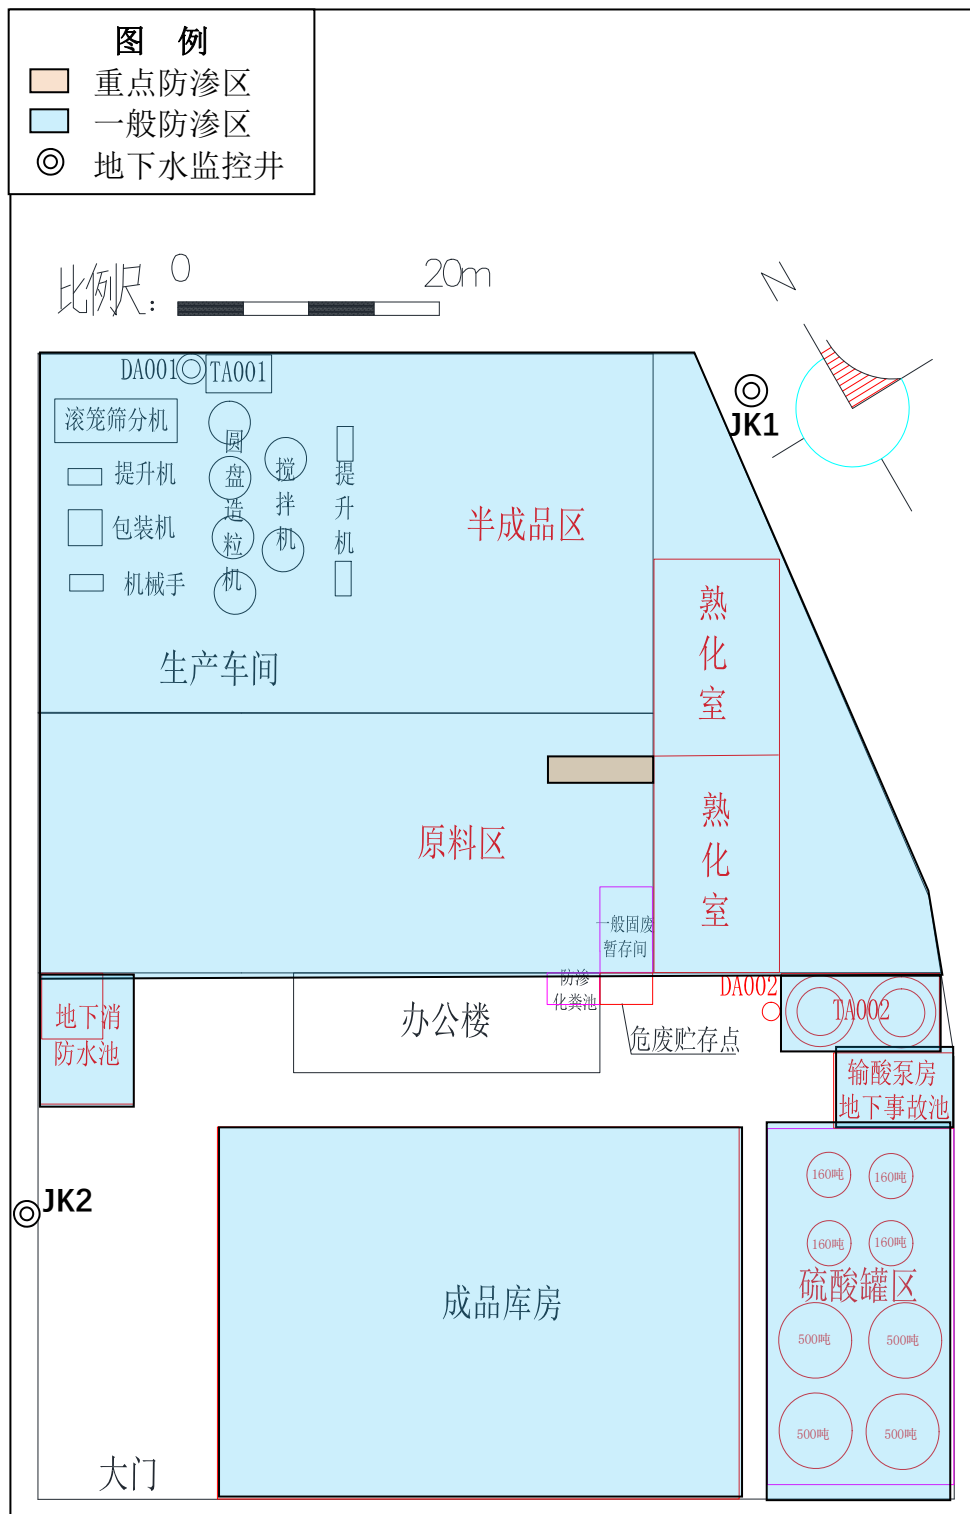 图 例
重点防渗区
一般防渗区
地下水监控井
比例尺:
0
20m
N
DA001
TA001
JK1
滚笼筛分机
圆盘造粒机
搅拌机
提升机
提升机
包装机
机械手
半成品区
熟化室
生产车间
原料区
熟化室
一般固废
暂存间
防渗
化粪池
地下消
防水池
办公楼
危废贮存点
DA002
TA002
输酸泵房
地下事故池
JK2
160吨
160吨
160吨
160吨
硫酸罐区
成品库房
500吨
500吨
500吨
500吨
大门